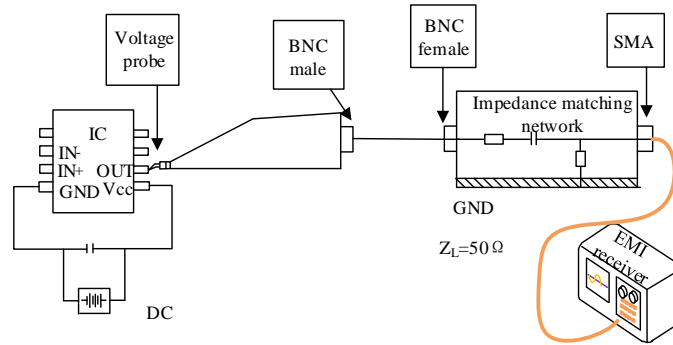 Voltage
probe
BNC
male
BNC
female
SMA
IC
IN-
IN+
OUT
GND
Vcc
DC
Impedance matching
network
GND
ZL=50Ω
EMI
receiver